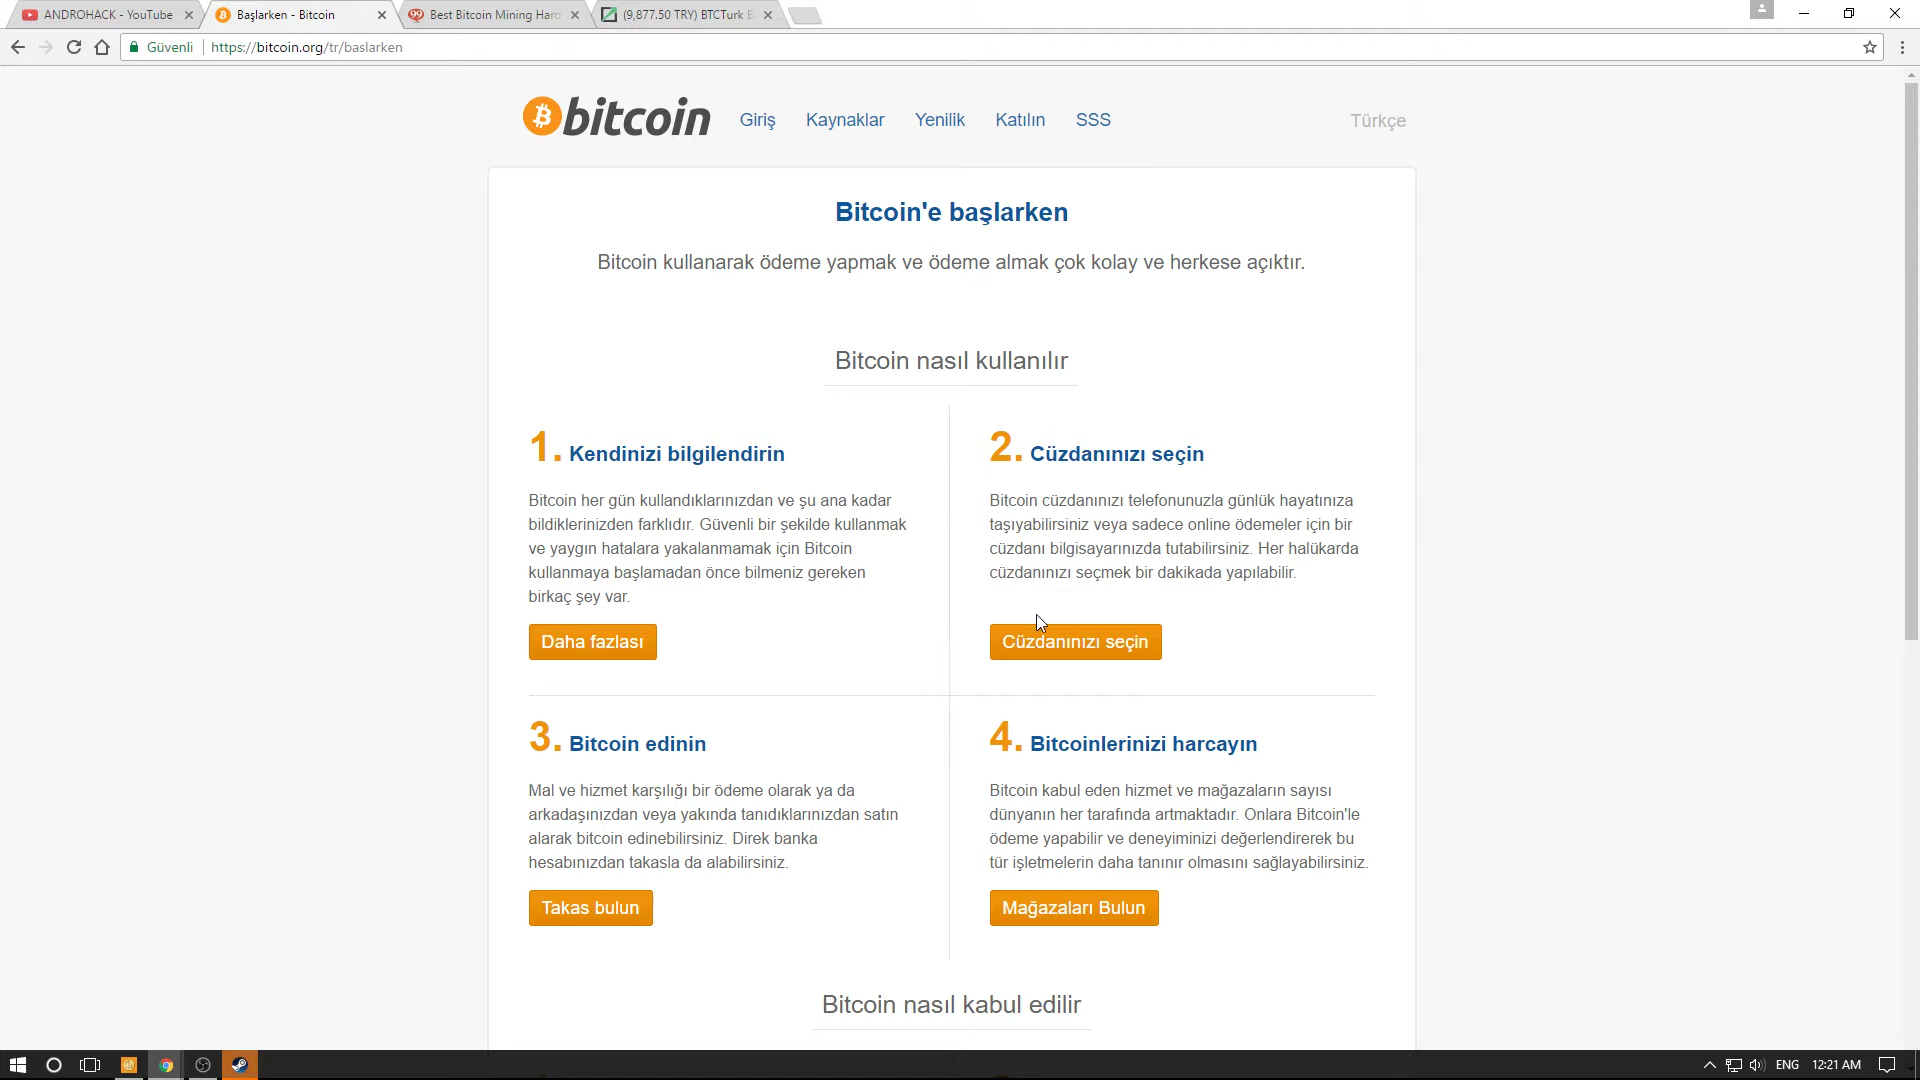 ANDROHACK - YouTube
Başlarken - Bitcoin
Best Bitcoin Mining Hard
(9,877.50 TRY) BTCTurk B
Güvenli
https://bitcoin.org/tr/baslarken
bitcoin
Giriş
Kaynaklar
Yenilik
Katılın
SSS
Türkçe
Bitcoin'e başlarken
Bitcoin kullanarak ödeme yapmak ve ödeme almak çok kolay ve herkese açıktır.
Bitcoin nasıl kullanılır
1. Kendinizi bilgilendirin
Bitcoin her gün kullandıklarınızdan ve şu ana kadar
bildiklerinizden farklıdır. Güvenli bir şekilde kullanmak
ve yaygın hatalara yakalanmamak için Bitcoin
kullanmaya başlamadan önce bilmeniz gereken
birkaç şey var.
Daha fazlası
2. Cüzdanınızı seçin
Bitcoin cüzdanınızı telefonunuzla günlük hayatınıza
taşıyabilirsiniz veya sadece online ödemeler için bir
cüzdanı bilgisayarınızda tutabilirsiniz. Her halükarda
cüzdanınızı seçmek bir dakikada yapılabilir.
Cüzdanınızı seçin
3. Bitcoin edinin
Mal ve hizmet karşılığı bir ödeme olarak ya da
arkadaşınızdan veya yakında tanıdıklarınızdan satın
alarak bitcoin edinebilirsiniz. Direk banka
hesabınızdan takasla da alabilirsiniz.
Takas bulun
4. Bitcoinlerinizi harcayın
Bitcoin kabul eden hizmet ve mağazaların sayısı
dünyanın her tarafında artmaktadır. Onlara Bitcoin'le
ödeme yapabilir ve deneyiminizi değerlendirerek bu
tür işletmelerin daha tanınır olmasını sağlayabilirsiniz.
Mağazaları Bulun
Bitcoin nasıl kabul edilir
ENG
12:21 AM